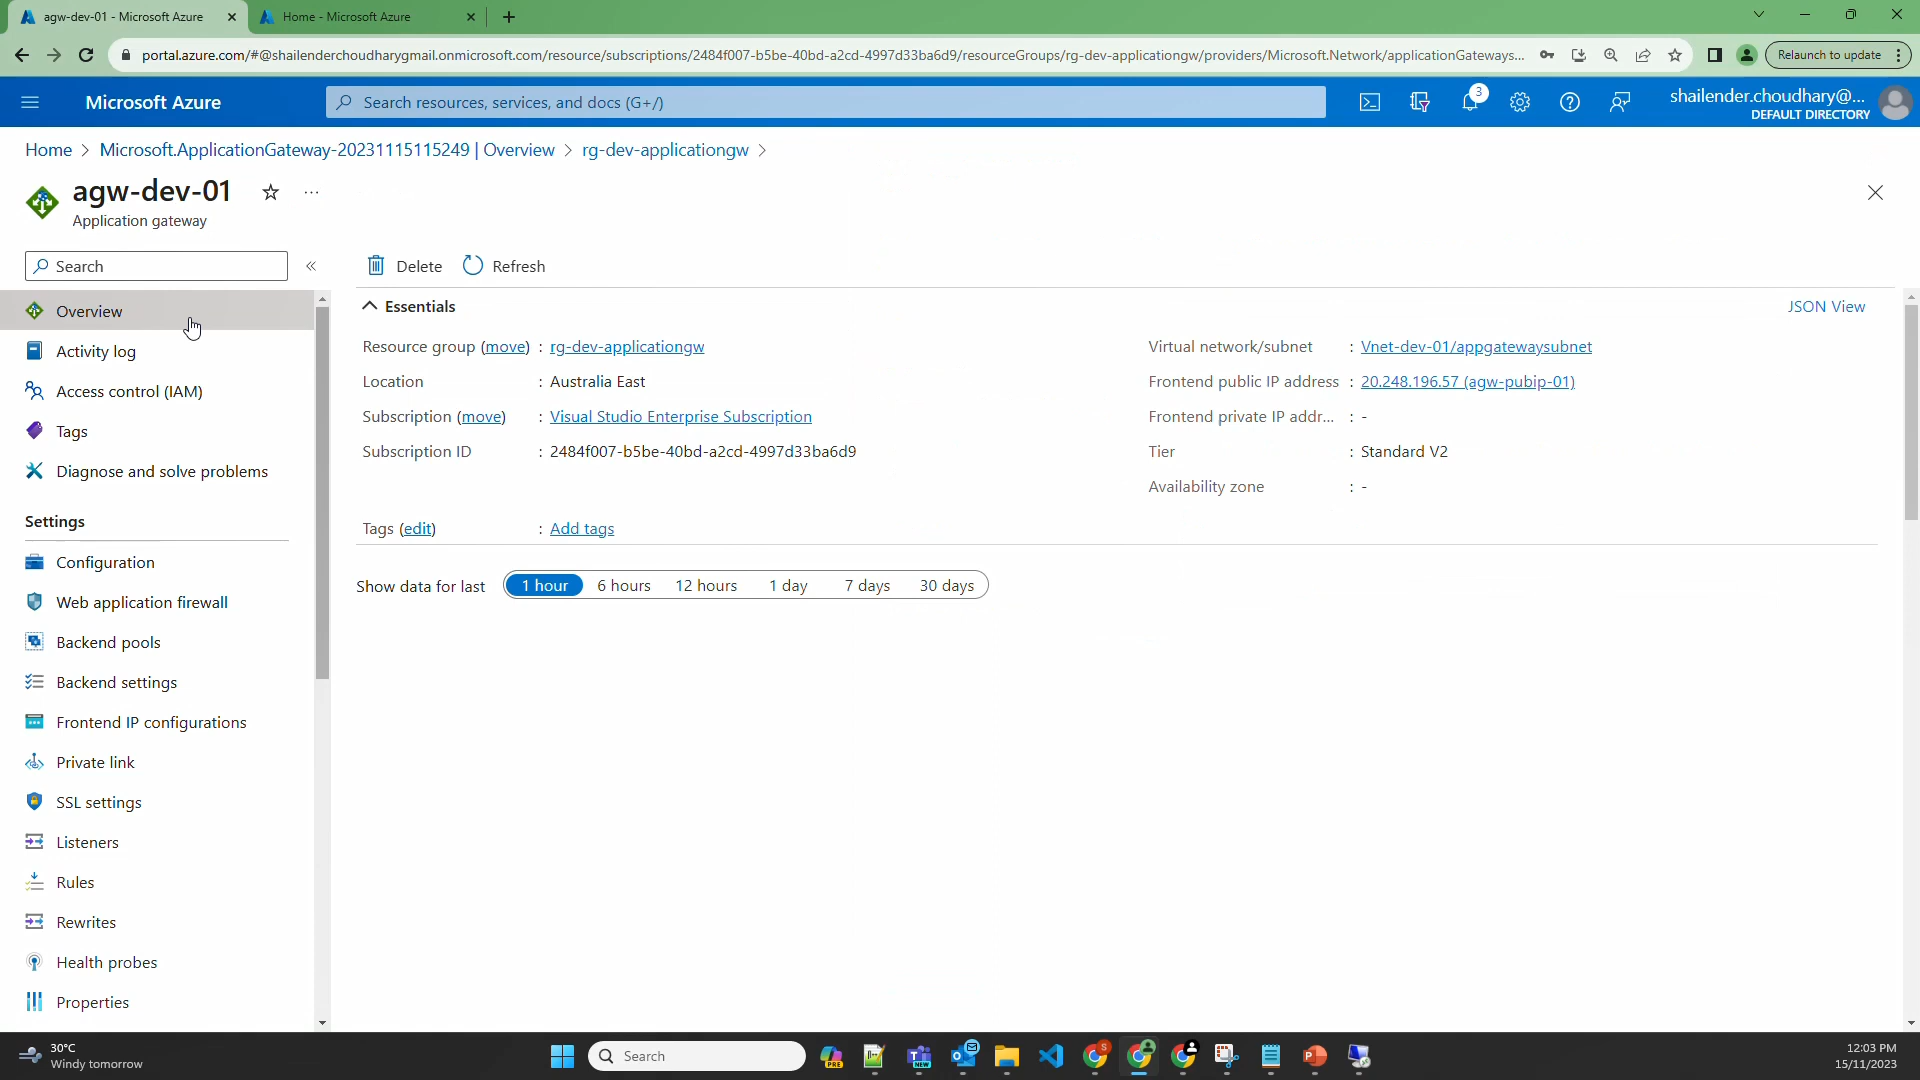 agw-dev-01 - Microsoft Azure
Home - Microsoft Azure
portal.azure.com/#@shailenderchoudharygmail.onmicrosoft.com/resource/subscriptions/2484f007-b5be-40bd-a2cd-4997d33ba6d9/resourceGroups/rg-dev-applicationgw/providers/Microsoft.Network/applicationGateways...
Relaunch to update
Microsoft Azure
Search resources, services, and docs (G+/)
3
shailender.choudhary@...
DEFAULT DIRECTORY
Home > Microsoft.ApplicationGateway-20231115115249 | Overview > rg-dev-applicationgw >
agw-dev-01
Application gateway
Search
Delete
Refresh
Overview
Activity log
Access control (IAM)
Tags
Diagnose and solve problems
Settings
Configuration
Web application firewall
Backend pools
Backend settings
Frontend IP configurations
Private link
SSL settings
Listeners
Rules
Rewrites
Health probes
Properties
Essentials
JSON View
Resource group (move) : rg-dev-applicationgw
Location : Australia East
Subscription (move) : Visual Studio Enterprise Subscription
Subscription ID : 2484f007-b5be-40bd-a2cd-4997d33ba6d9
Virtual network/subnet : Vnet-dev-01/appgatewaysubnet
Frontend public IP address : 20.248.196.57 (agw-pubip-01)
Frontend private IP addr... : -
Tier : Standard V2
Availability zone : -
Tags (edit) : Add tags
Show data for last 1 hour 6 hours 12 hours 1 day 7 days 30 days
30°C
Windy tomorrow
Search
PRE
NEW
S
P
12:03 PM
15/11/2023